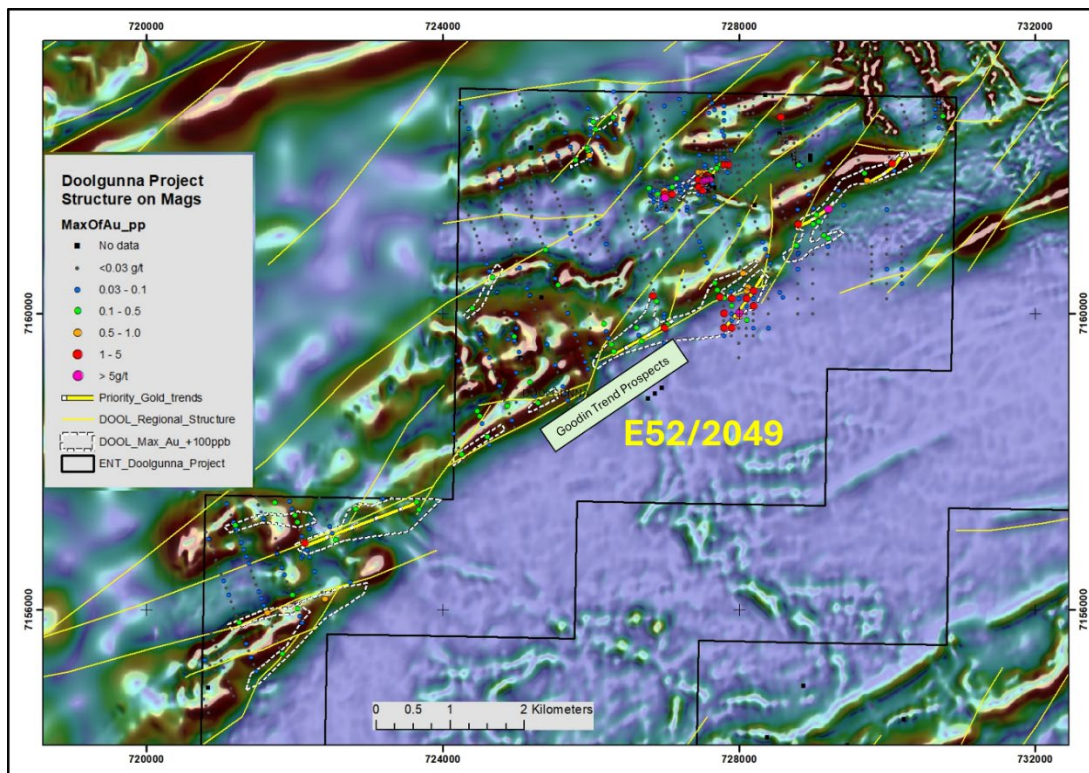 720000
724000
728000
732000
Doolgunna Project
Structure on Mags
MaxOfAu_pp
No data
<0.03 g/t
0.03 - 0.1
0.1 - 0.5
0.5 - 1.0
1 - 5
> 5g/t
Priority_Gold_trends
DOOL_Regional_Structure
DOOL_Max_Au_+100ppb
ENT_Doolgunna_Project
7160000
7160000
Goodin Trend Prospects
E52/2049
7156000
7156000
0 0.5 1 2 Kilometers
720000
724000
728000
732000